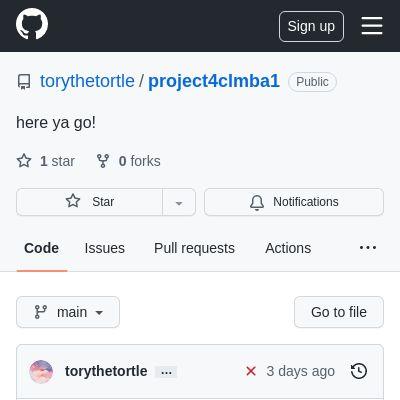 Sign up
torythetortle / project4clmba1 Public
here ya go!
1 star 0 forks
Star Notifications
Code Issues Pull requests Actions ...
main Go to file
torythetortle ... 3 days ago